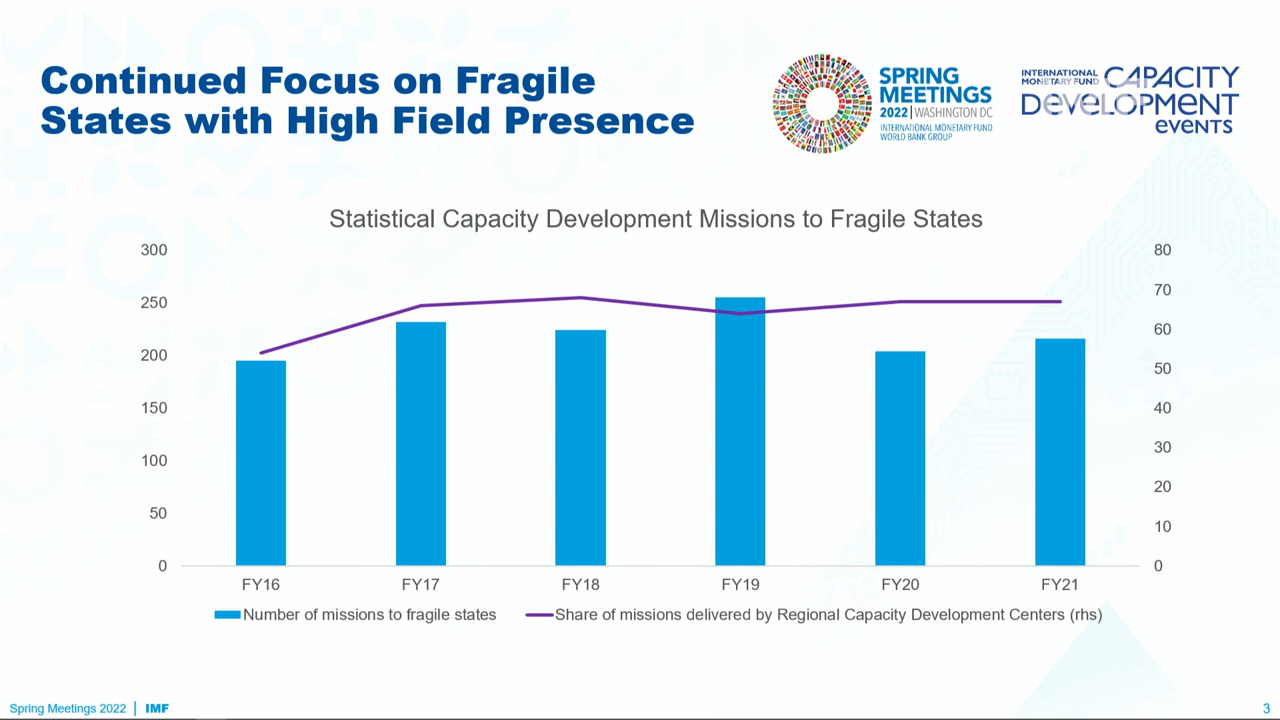 Continued Focus on Fragile
States with High Field Presence
SPRING
MEETINGS
2022 | WASHINGTON DC
INTERNATIONAL MONETARY FUND
WORLD BANK GROUP
INTERNATIONAL
MONETARY FUND CAPACITY
DEVELOPMENT
events
Statistical Capacity Development Missions to Fragile States
300
250
200
150
100
50
0
80
70
60
50
40
30
20
10
0
FY16 FY17 FY18 FY19 FY20 FY21
Number of missions to fragile states
Share of missions delivered by Regional Capacity Development Centers (rhs)
Spring Meetings 2022 | IMF
3